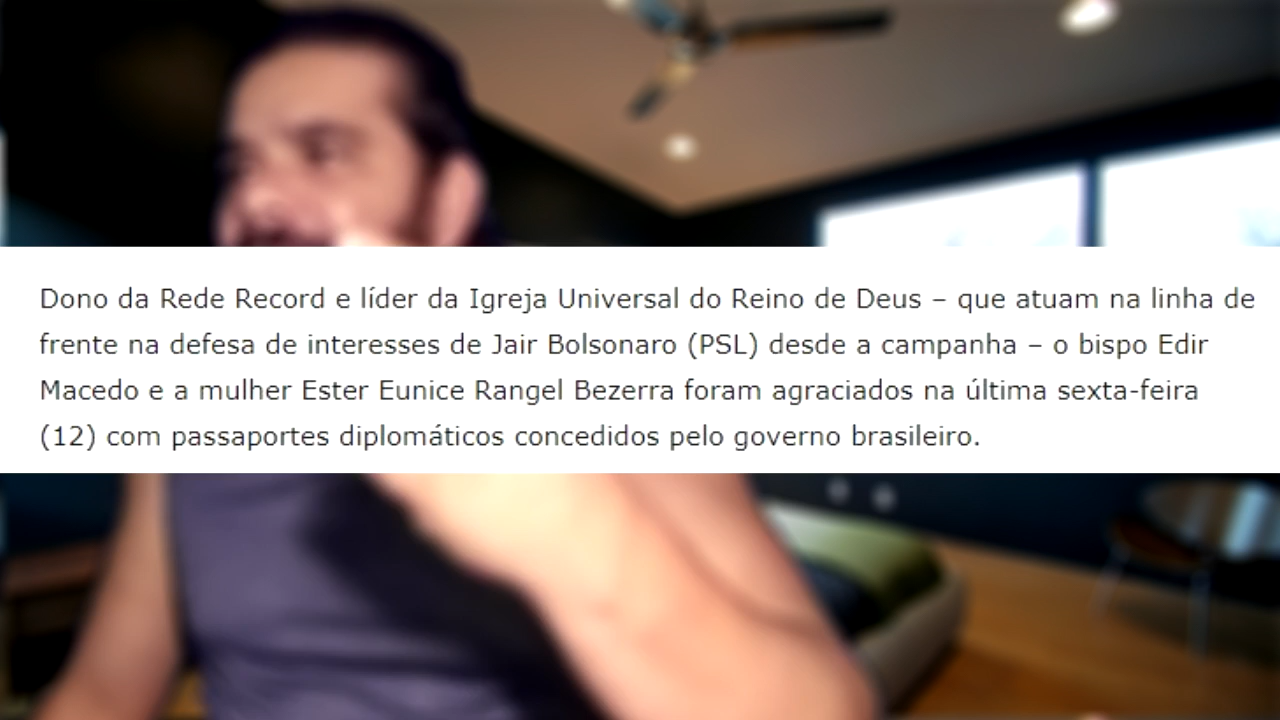 Dono da Rede Record e líder da Igreja Universal do Reino de Deus – que atuam na linha de
frente na defesa de interesses de Jair Bolsonaro (PSL) desde a campanha – o bispo Edir
Macedo e a mulher Ester Eunice Rangel Bezerra foram agraciados na última sexta-feira
(12) com passaportes diplomáticos concedidos pelo governo brasileiro.